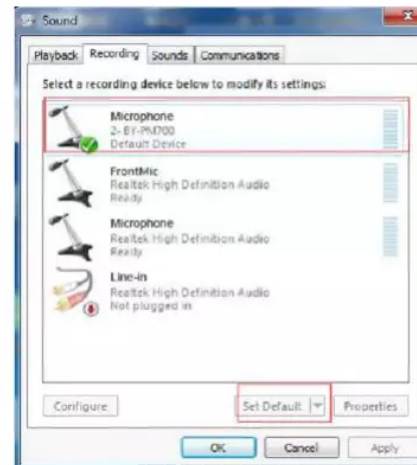 Sound
Playback Recording Sounds Communications
Select a recording device below to modify its settings:
Microphone
2- BY-PM700
Default Device
FrontMic
Realtek High Definition Audio
Ready
Microphone
Realtek High Definition Audio
Ready
Line-in
Realtek High Definition Audio
Not plugged in
Configure Set Default Properties
OK Cancel Apply